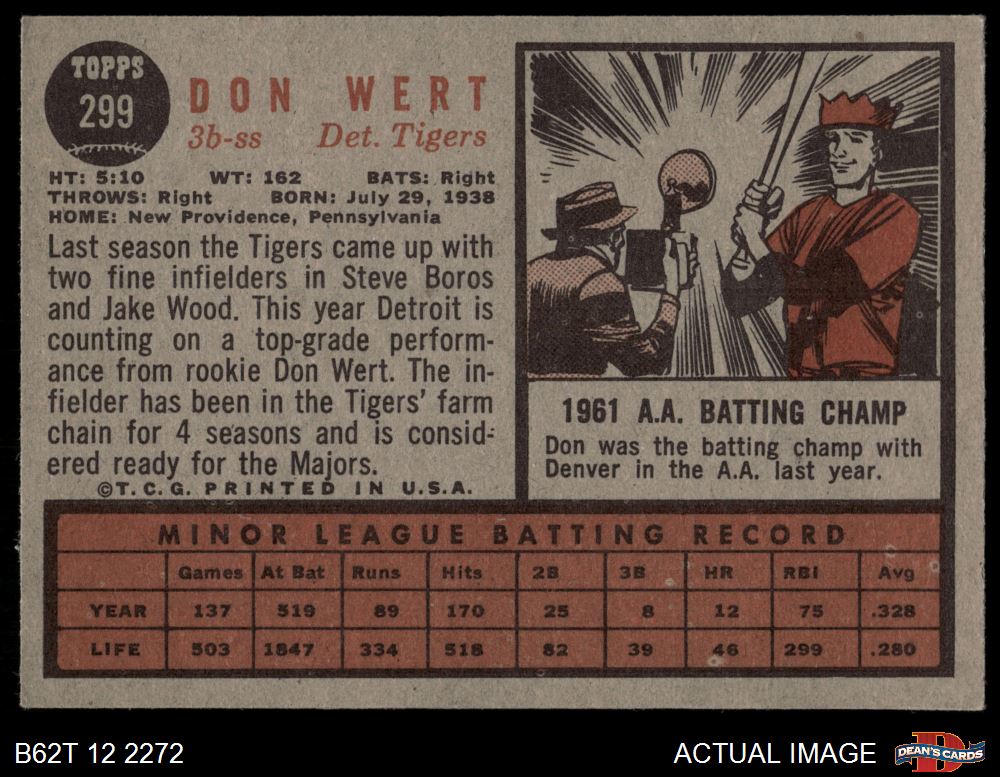 TOPPS
299
DON WERT
3b-ss Det. Tigers
HT: 5:10 WT: 162 BATS: Right
THROWS: Right BORN: July 29, 1938
HOME: New Providence, Pennsylvania
Last season the Tigers came up with
two fine infielders in Steve Boros
and Jake Wood. This year Detroit is
counting on a top-grade perform-
ance from rookie Don Wert. The in-
fielder has been in the Tigers' farm
chain for 4 seasons and is consid-
ered ready for the Majors.
©T.C.G. PRINTED IN U.S.A.
1961 A.A. BATTING CHAMP
Don was the batting champ with
Denver in the A.A. last year.
MINOR LEAGUE BATTING RECORD
Games At Bat Runs Hits 2B 3B HR RBI Avg
YEAR 137 519 89 170 25 8 12 75 .328
LIFE 503 1847 334 518 82 39 46 299 .280
B62T 12 2272
ACTUAL IMAGE
D
DEAN'S CARDS